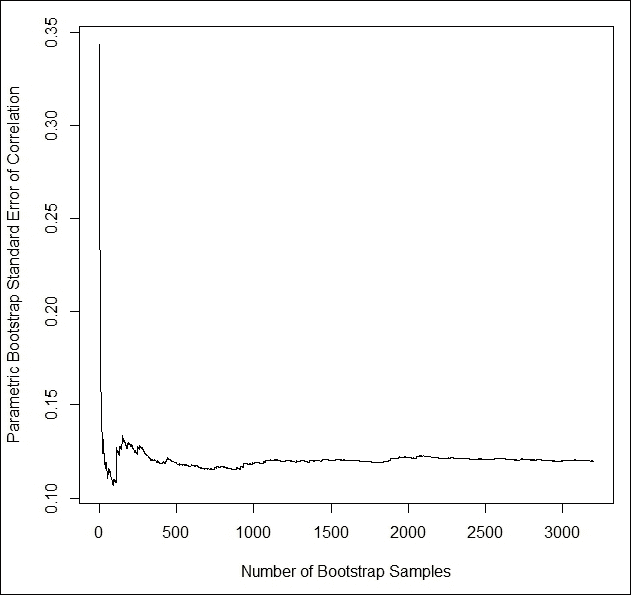 Parametric Bootstrap Standard Error of Correlation
0.35
0.30
0.25
0.20
0.15
0.10
0 500 1000 1500 2000 2500 3000
Number of Bootstrap Samples